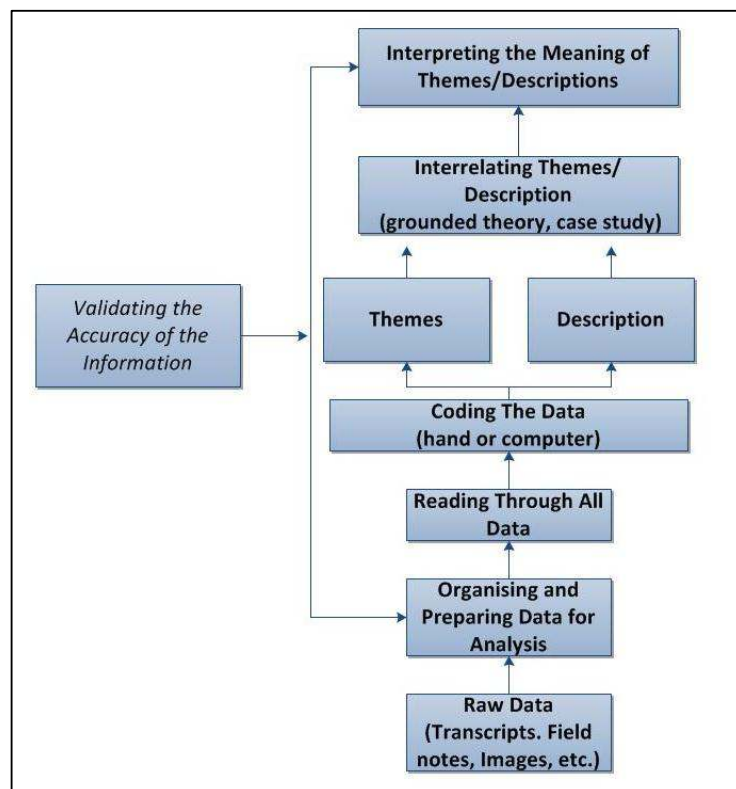 Interpreting the Meaning of
Themes/Descriptions
Interrelating Themes/
Description
(grounded theory, case study)
Validating the
Accuracy of the
Information
Themes
Description
Coding The Data
(hand or computer)
Reading Through All
Data
Organising and
Preparing Data for
Analysis
Raw Data
(Transcripts. Field
notes, Images, etc.)